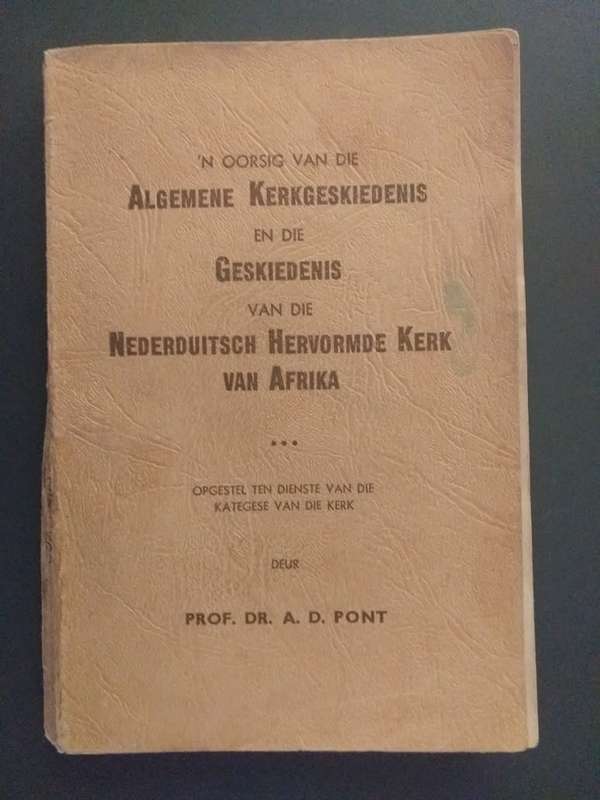 'N OORSIG VAN DIE
ALGEMENE KERKGESKIEDENIS
EN DIE
GESKIEDENIS
VAN DIE
NEDERDUITSCH HERVORMDE KERK
VAN AFRIKA
•••
OPGESTEL TEN DIENSTE VAN DIE
KATEGESE VAN DIE KERK
DEUR
PROF. DR. A. D. PONT